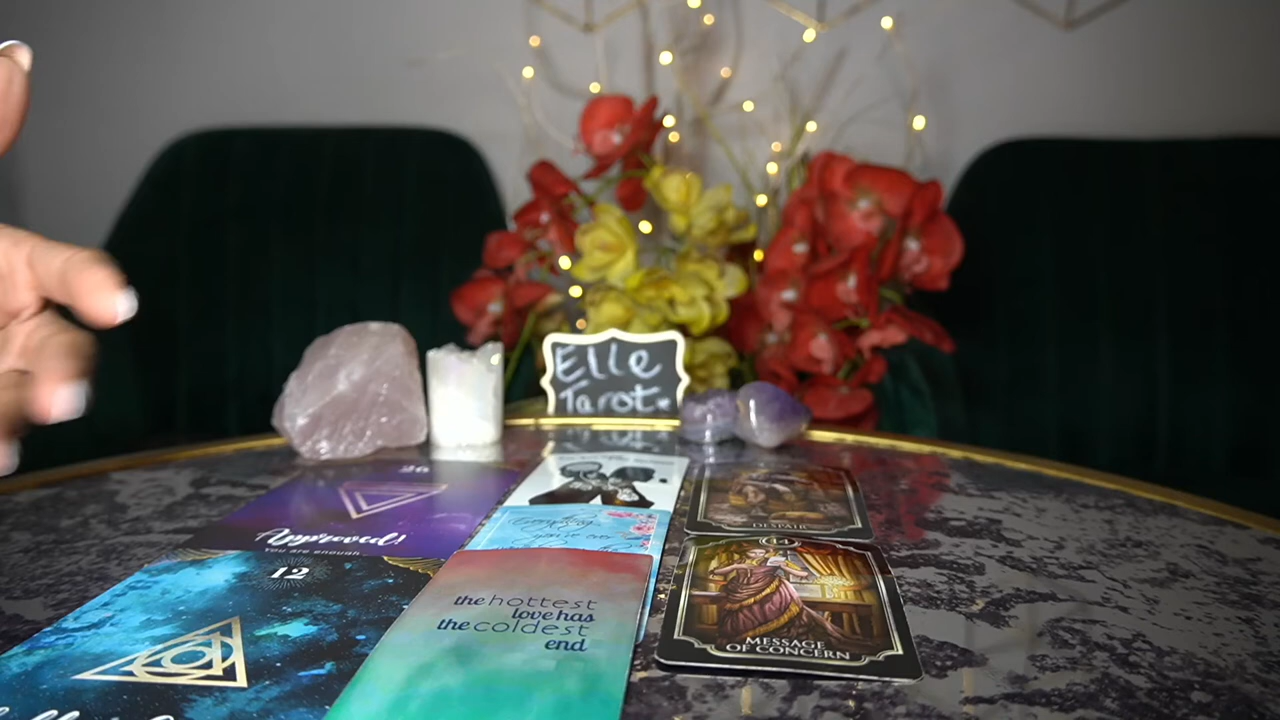 Elle
Tarot
26
Approved!
You are enough
DESPAIR
12
the hottest
love has
the coldest
end
44
MESSAGE
OF CONCERN